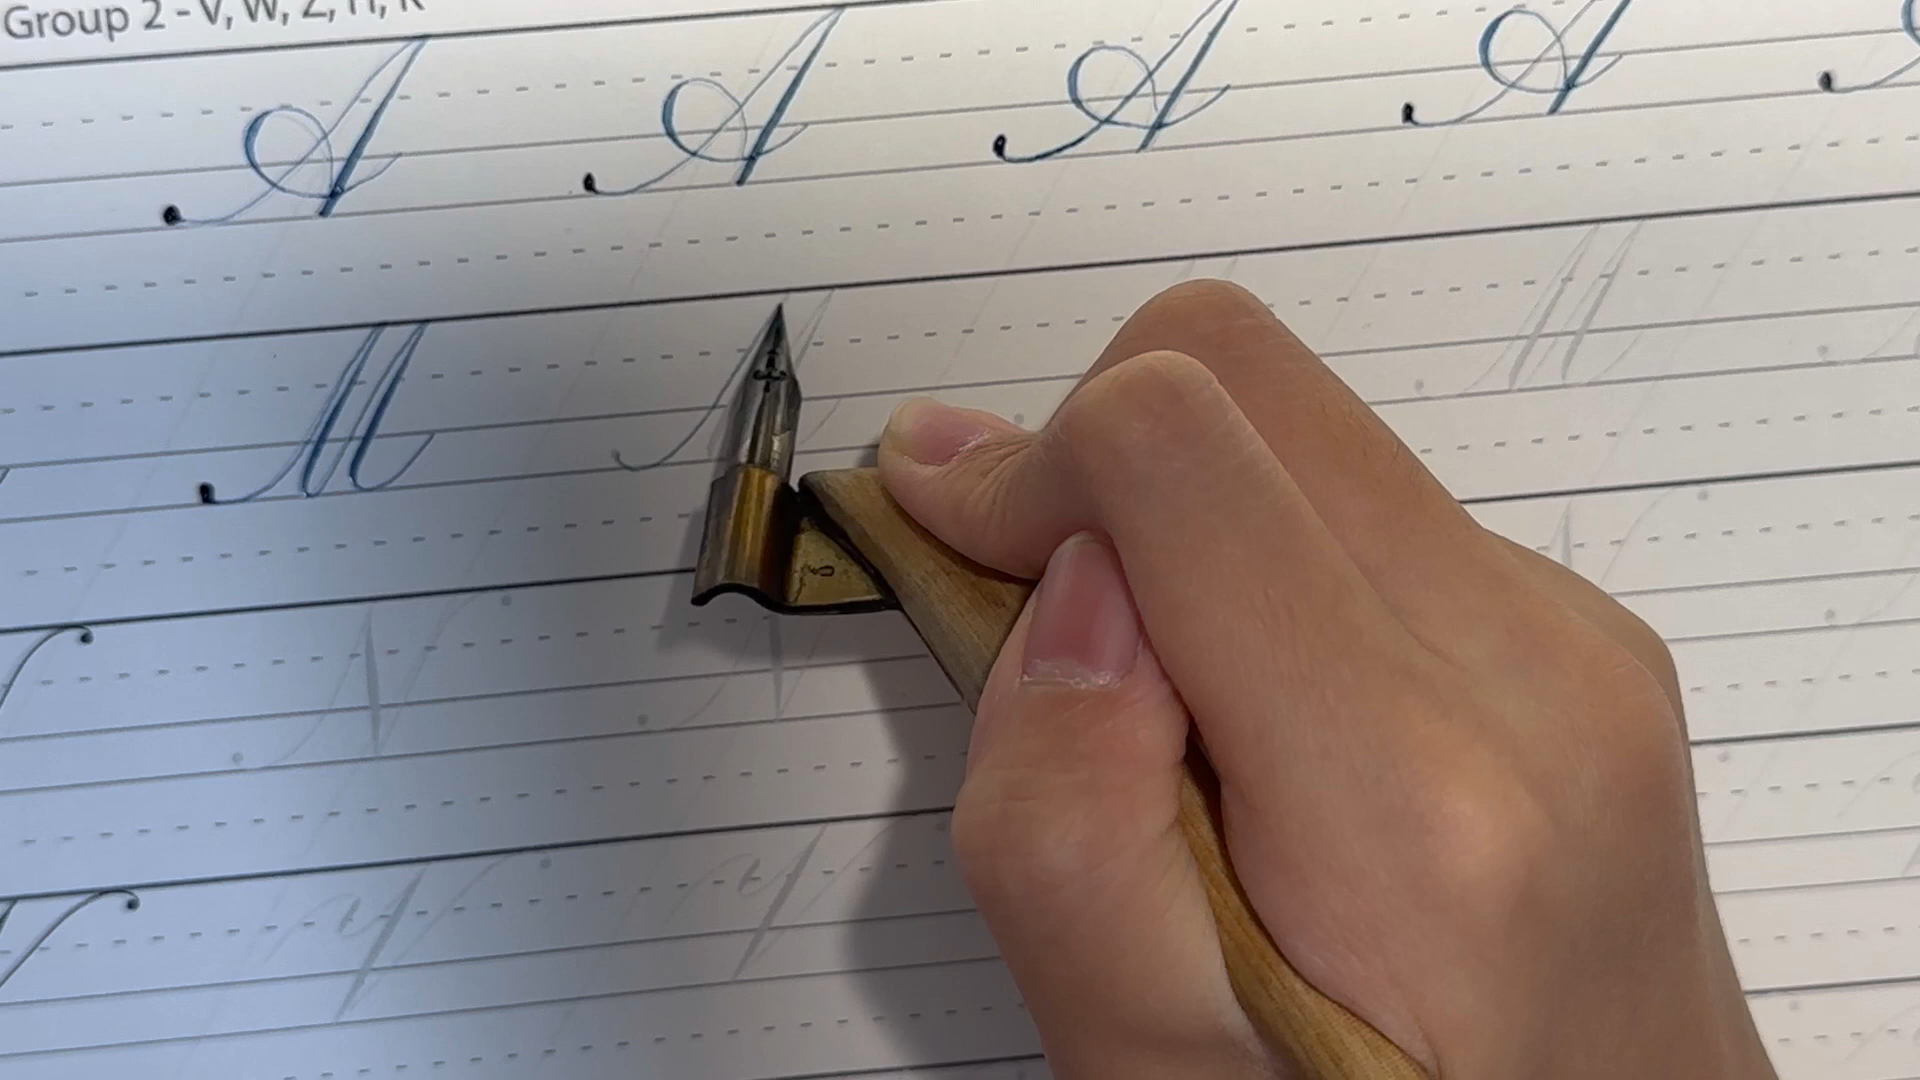 Group 2 - V, W, Z, H, K
A A A A
M M M
N N N
Y Y